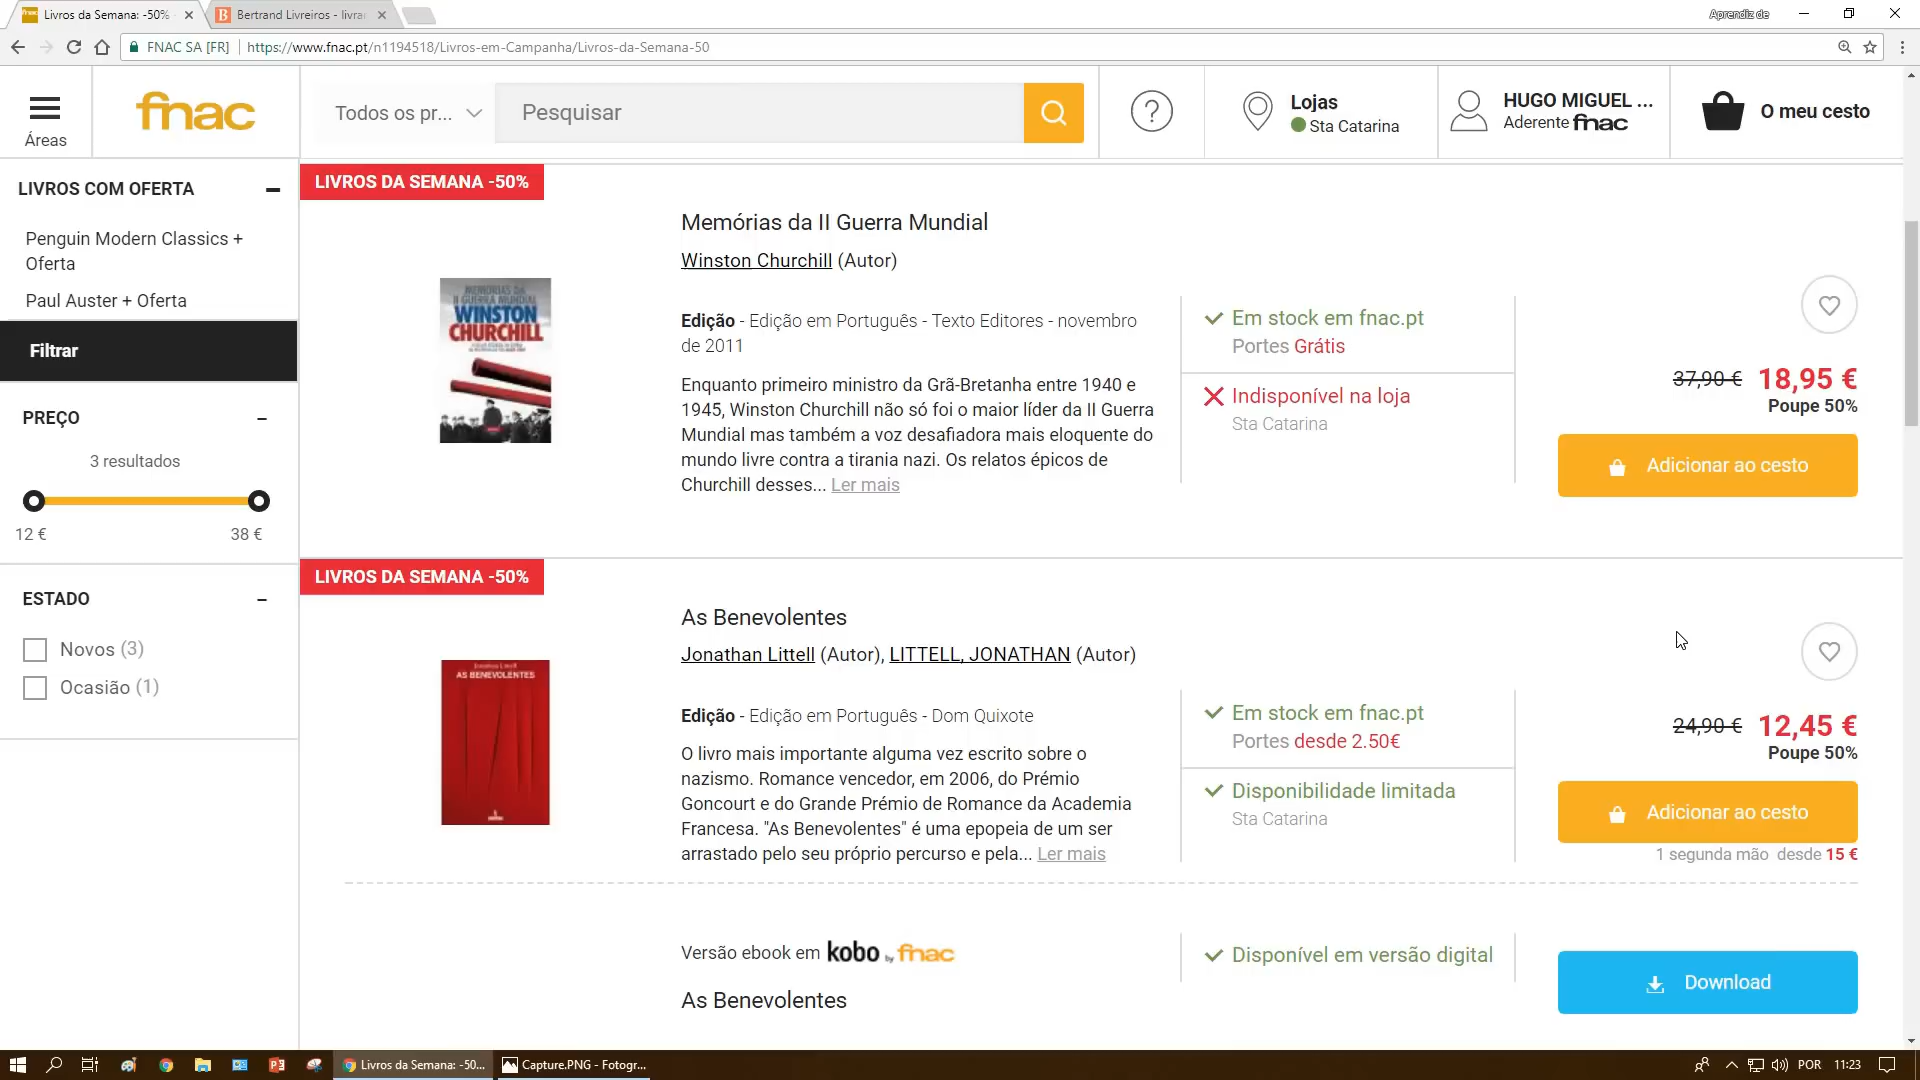 Livros da Semana: -50%
Bertrand Livreiros - livrar
Aprendiz de
FNAC SA [FR]
https://www.fnac.pt/n1194518/Livros-em-Campanha/Livros-da-Semana-50
Áreas
fnac
Todos os pr...
Pesquisar
?
Lojas
Sta Catarina
HUGO MIGUEL ...
Aderente fnac
O meu cesto
LIVROS COM OFERTA
Penguin Modern Classics +
Oferta
Paul Auster + Oferta
Filtrar
PREÇO
3 resultados
12 €
38 €
ESTADO
Novos (3)
Ocasião (1)
LIVROS DA SEMANA -50%
MEMÓRIAS DA
II GUERRA MUNDIAL
WINSTON
CHURCHILL
Memórias da II Guerra Mundial
Winston Churchill (Autor)
Edição - Edição em Português - Texto Editores - novembro
de 2011
Enquanto primeiro ministro da Grã-Bretanha entre 1940 e
1945, Winston Churchill não só foi o maior líder da II Guerra
Mundial mas também a voz desafiadora mais eloquente do
mundo livre contra a tirania nazi. Os relatos épicos de
Churchill desses... Ler mais
Em stock em fnac.pt
Portes Grátis
Indisponível na loja
Sta Catarina
37,90 € 18,95 €
Poupe 50%
Adicionar ao cesto
LIVROS DA SEMANA -50%
AS BENEVOLENTES
As Benevolentes
Jonathan Littell (Autor), LITTELL, JONATHAN (Autor)
Edição - Edição em Português - Dom Quixote
O livro mais importante alguma vez escrito sobre o
nazismo. Romance vencedor, em 2006, do Prémio
Goncourt e do Grande Prémio de Romance da Academia
Francesa. "As Benevolentes" é uma epopeia de um ser
arrastado pelo seu próprio percurso e pela... Ler mais
Em stock em fnac.pt
Portes desde 2.50€
Disponibilidade limitada
Sta Catarina
24,90 € 12,45 €
Poupe 50%
Adicionar ao cesto
1 segunda mão desde 15 €
Versão ebook em kobo by fnac
As Benevolentes
Disponível em versão digital
Download
Livros da Semana: -50...
Capture.PNG - Fotogr...
POR
11:23